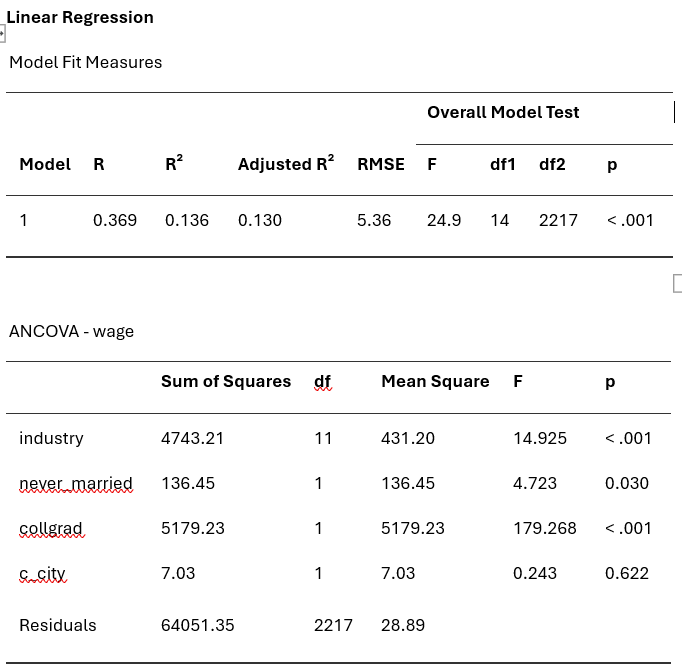 Linear Regression
Model Fit Measures
Overall Model Test
Model R R² Adjusted R² RMSE F df1 df2 p
1 0.369 0.136 0.130 5.36 24.9 14 2217 < .001
ANCOVA - wage
Sum of Squares df Mean Square F p
industry 4743.21 11 431.20 14.925 < .001
never_married 136.45 1 136.45 4.723 0.030
collgrad 5179.23 1 5179.23 179.268 < .001
c_city 7.03 1 7.03 0.243 0.622
Residuals 64051.35 2217 28.89